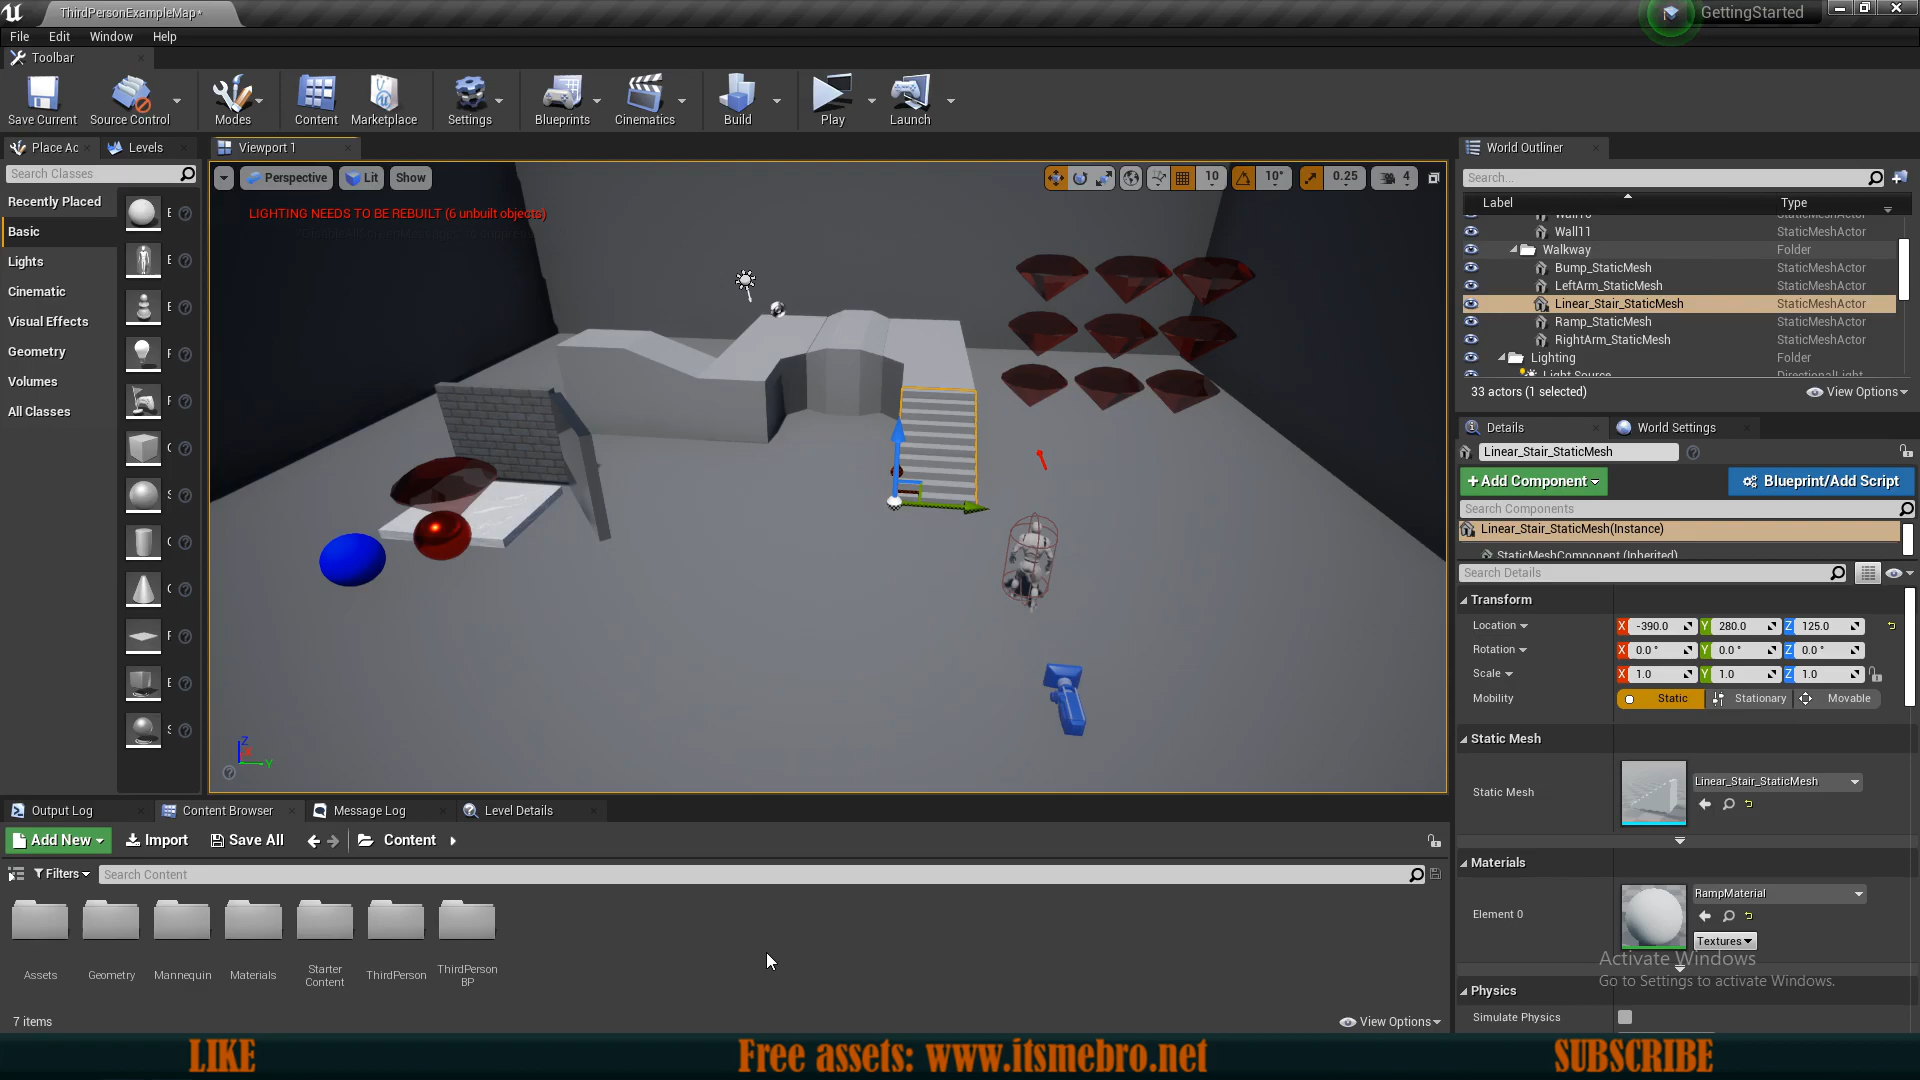 ThirdPersonExampleMap*
GettingStarted
File Edit Window Help
Toolbar
Save Current
Source Control
Modes
Content
Marketplace
Settings
Blueprints
Cinematics
Build
Play
Launch
Place Ac
Levels
Search Classes
Recently Placed
Basic
Lights
Cinematic
Visual Effects
Geometry
Volumes
All Classes
Viewport 1
Perspective
Lit
Show
10
10°
0.25
4
LIGHTING NEEDS TO BE REBUILT (6 unbuilt objects)
Z
Y
World Outliner
Search...
Label Type
Wall11 StaticMeshActor
Walkway Folder
Bump_StaticMesh StaticMeshActor
LeftArm_StaticMesh StaticMeshActor
Linear_Stair_StaticMesh StaticMeshActor
Ramp_StaticMesh StaticMeshActor
RightArm_StaticMesh StaticMeshActor
Lighting Folder
Light Source DirectionalLight
33 actors (1 selected)
View Options
Details
World Settings
Linear_Stair_StaticMesh
+Add Component
Blueprint/Add Script
Search Components
Linear_Stair_StaticMesh(Instance)
StaticMeshComponent (Inherited)
Search Details
Transform
Location X -390.0 Y 280.0 Z 125.0
Rotation X 0.0 ° Y 0.0 ° Z 0.0 °
Scale X 1.0 Y 1.0 Z 1.0
Mobility Static Stationary Movable
Static Mesh
Static Mesh
Linear_Stair_StaticMesh
Materials
Element 0
RampMaterial
Textures
Physics
Simulate Physics
Activate Windows
Go to Settings to activate Windows.
Output Log
Content Browser
Message Log
Level Details
Add New
Import
Save All
Content
Filters
Search Content
Assets
Geometry
Mannequin
Materials
Starter
Content
ThirdPerson
ThirdPerson
BP
7 items
View Options
LIKE
Free assets: www.itsmebro.net
SUBSCRIBE